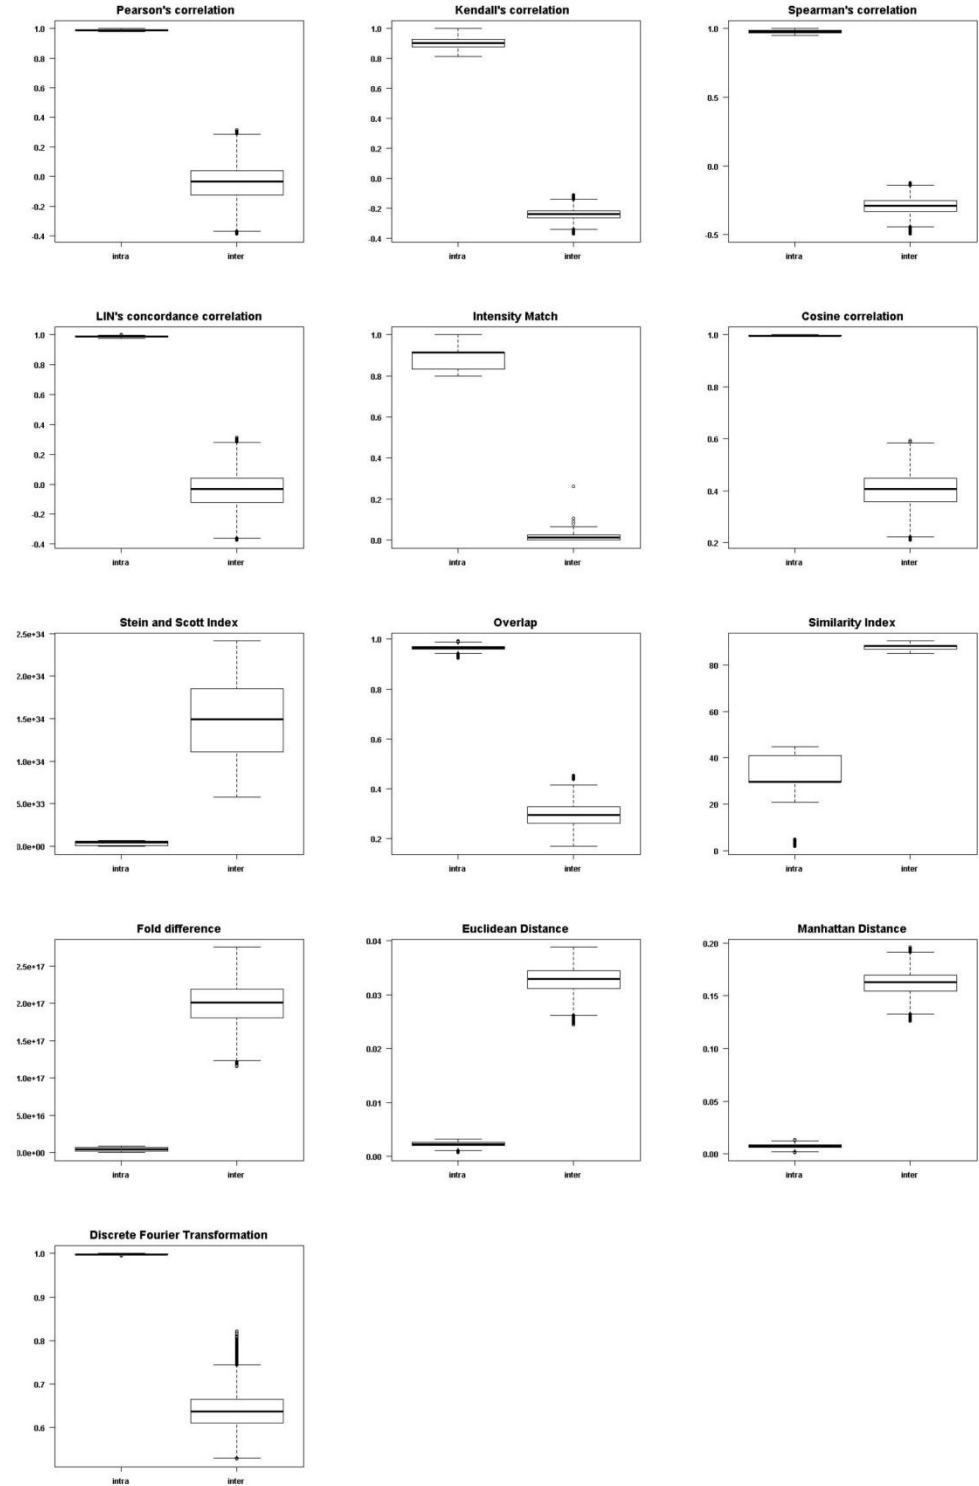 Pearson's correlation
1.0
0.8
0.6
0.4
0.2
0.0
-0.2
-0.4
intra inter
Kendall's correlation
1.0
0.8
0.6
0.4
0.2
0.0
-0.2
-0.4
intra inter
Spearman's correlation
1.0
0.5
0.0
-0.5
intra inter
LIN's concordance correlation
1.0
0.8
0.6
0.4
0.2
0.0
-0.2
-0.4
intra inter
Intensity Match
1.0
0.8
0.6
0.4
0.2
0.0
intra inter
Cosine correlation
1.0
0.8
0.6
0.4
0.2
intra inter
Stein and Scott Index
2.5e+34
2.0e+34
1.5e+34
1.0e+34
5.0e+33
0.0e+00
intra inter
Overlap
1.0
0.8
0.6
0.4
0.2
intra inter
Similarity Index
80
60
40
20
0
intra inter
Fold difference
2.5e+17
2.0e+17
1.5e+17
1.0e+17
5.0e+16
0.0e+00
intra inter
Euclidean Distance
0.04
0.03
0.02
0.01
0.00
intra inter
Manhattan Distance
0.20
0.15
0.10
0.05
0.00
intra inter
Discrete Fourier Transformation
1.0
0.9
0.8
0.7
0.6
intra inter